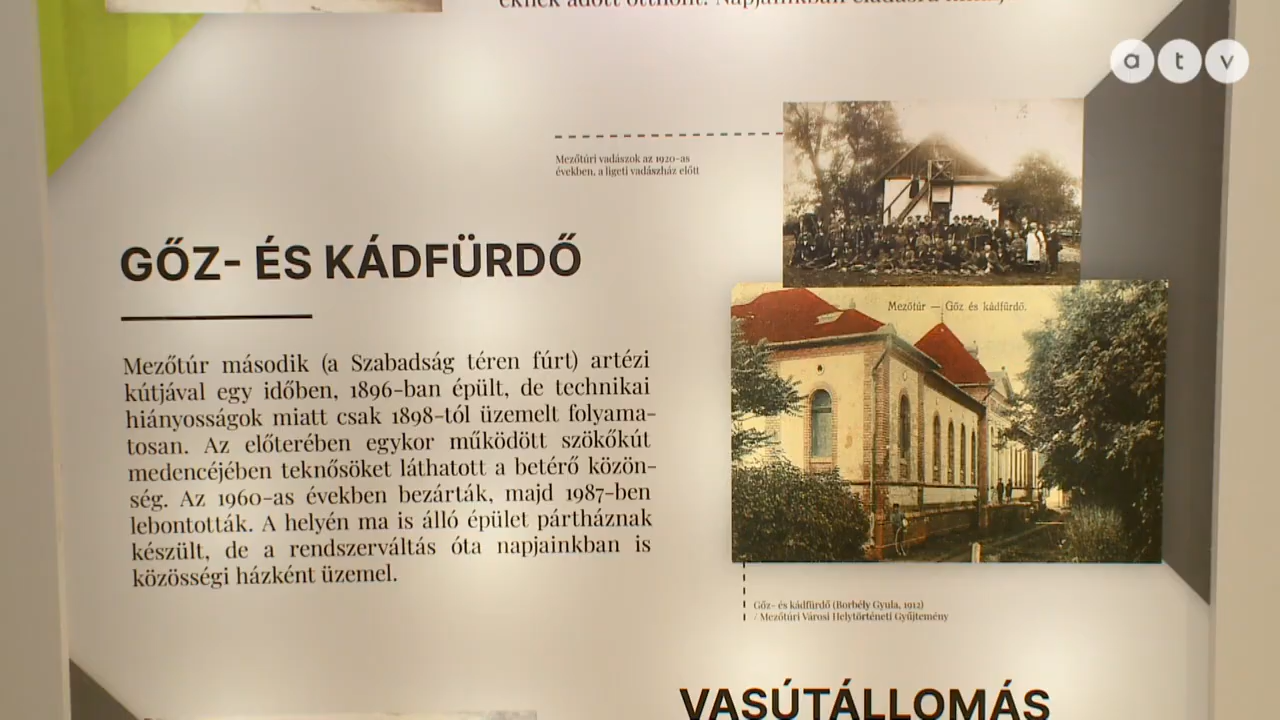 eknek adott otthont. Napjainkban
atv
Mezőtúri vadászok az 1920-as
években, a ligeti vadászház előtt
GŐZ- ÉS KÁDFÜRDŐ
Mezőtúr — Gőz és kádfürdő.
Mezőtúr második (a Szabadság téren fúrt) artézi
kútjával egy időben, 1896-ban épült, de technikai
hiányosságok miatt csak 1898-tól üzemelt folyama-
tosan. Az előterében egykor működött szökőkút
medencéjében teknősöket láthatott a betérő közön-
ség. Az 1960-as években bezárták, majd 1987-ben
lebontották. A helyén ma is álló épület pártháznak
készült, de a rendszerváltás óta napjainkban is
közösségi házként üzemel.
Gőz- és kádfürdő (Borbély Gyula, 1912)
/ Mezőtúri Városi Helytörténeti Gyűjtemény
VASÚTÁLLOMÁS